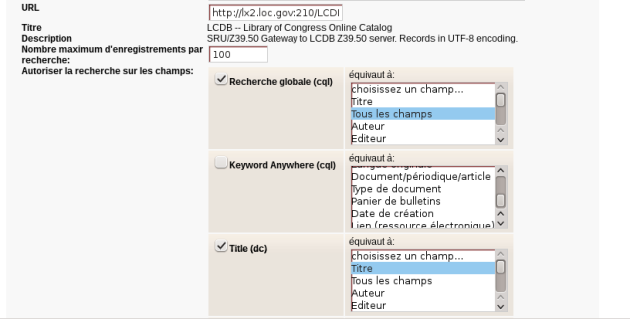 URL
http://lx2.loc.gov:210/LCDI
Titre
LCDB -- Library of Congress Online Catalog
Description
SRU/Z39.50 Gateway to LCDB Z39.50 server. Records in UTF-8 encoding.
Nombre maximum d'enregistrements par
recherche:
100
Autoriser la recherche sur les champs:
Recherche globale (cql)
équivaut à:
choisissez un champ...
Titre
Tous les champs
Auteur
Editeur
Keyword Anywhere (cql)
équivaut à:
Langue originale
Document/périodique/article
Type de document
Panier de bulletins
Date de création
Lien (ressource électronique)
Title (dc)
équivaut à:
choisissez un champ...
Titre
Tous les champs
Auteur
Editeur